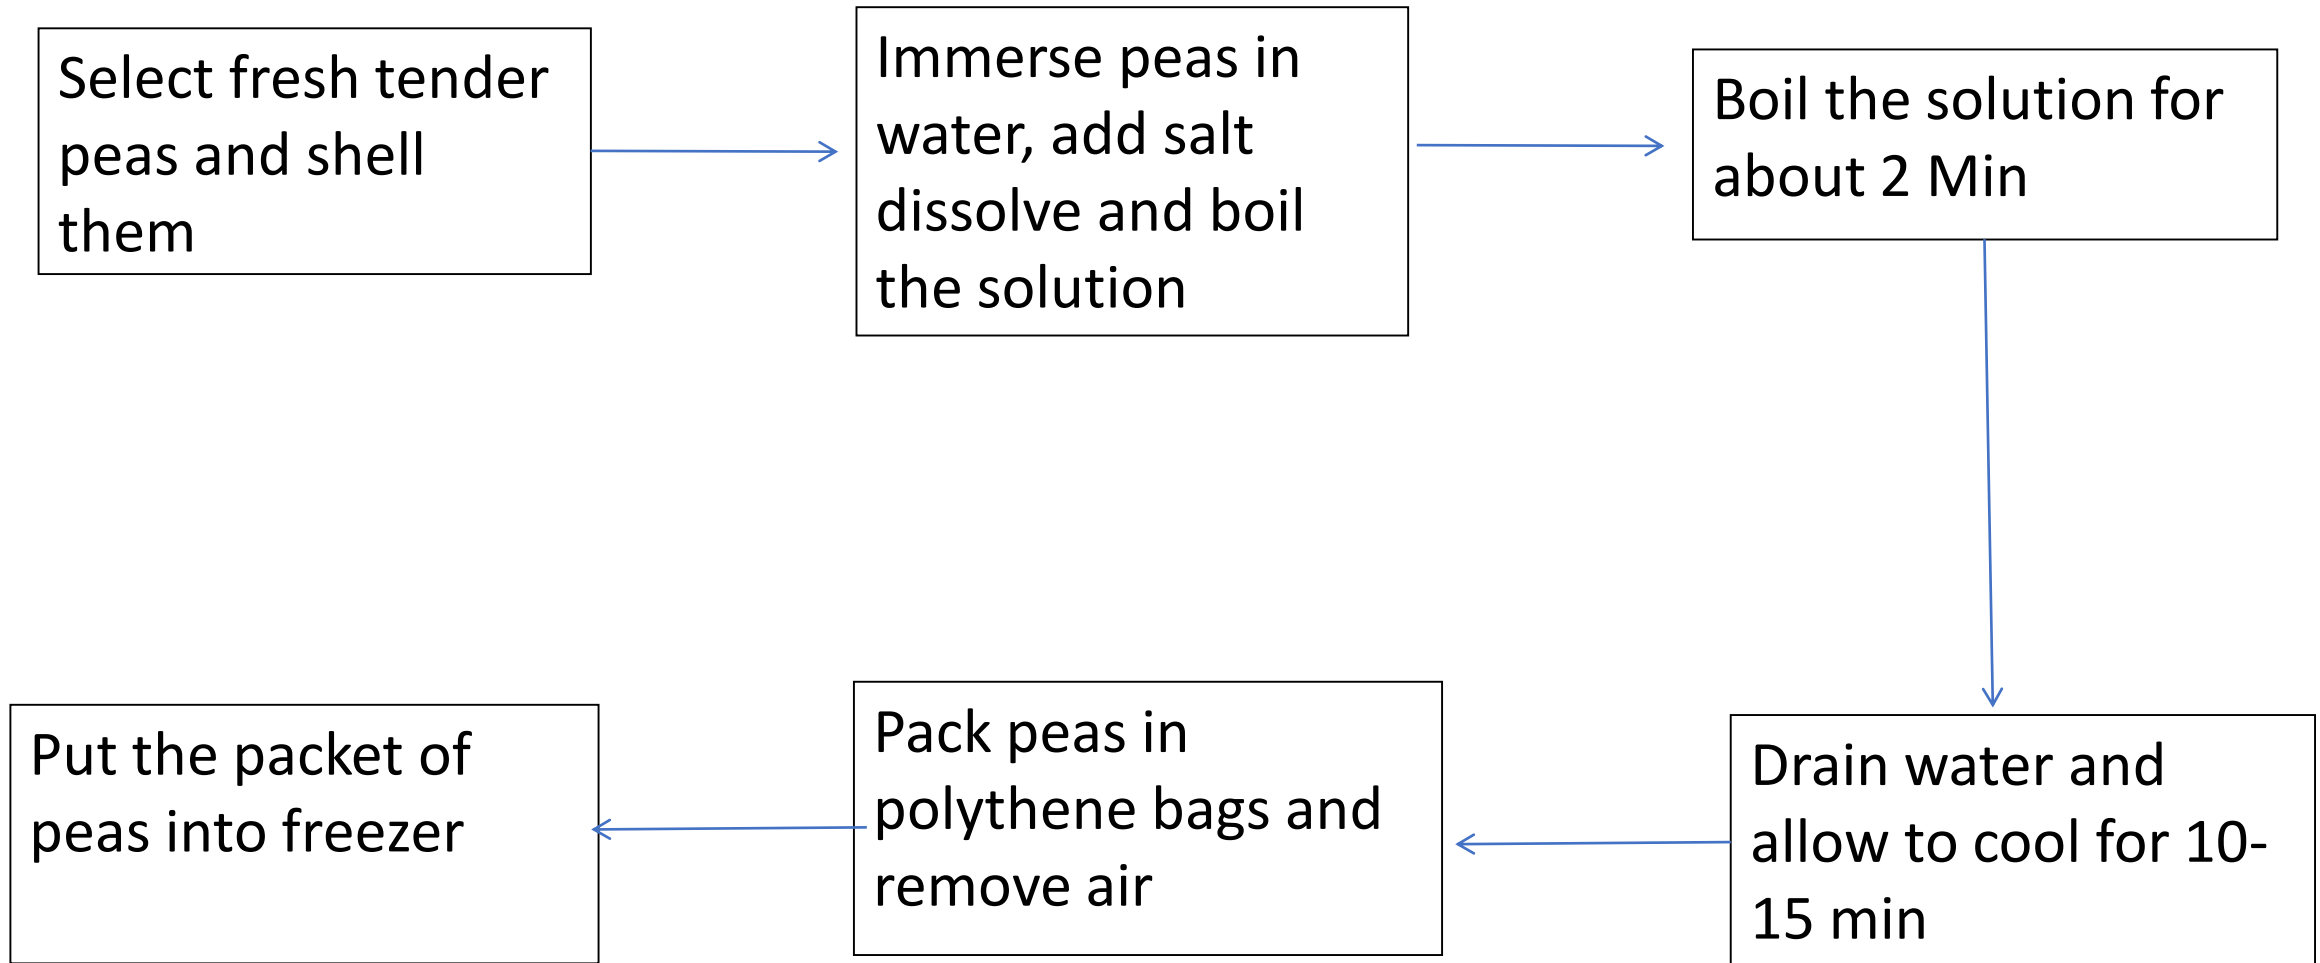 Select fresh tender
peas and shell
them
Immerse peas in
water, add salt
dissolve and boil
the solution
Boil the solution for
about 2 Min
Drain water and
allow to cool for 10-
15 min
Pack peas in
polythene bags and
remove air
Put the packet of
peas into freezer